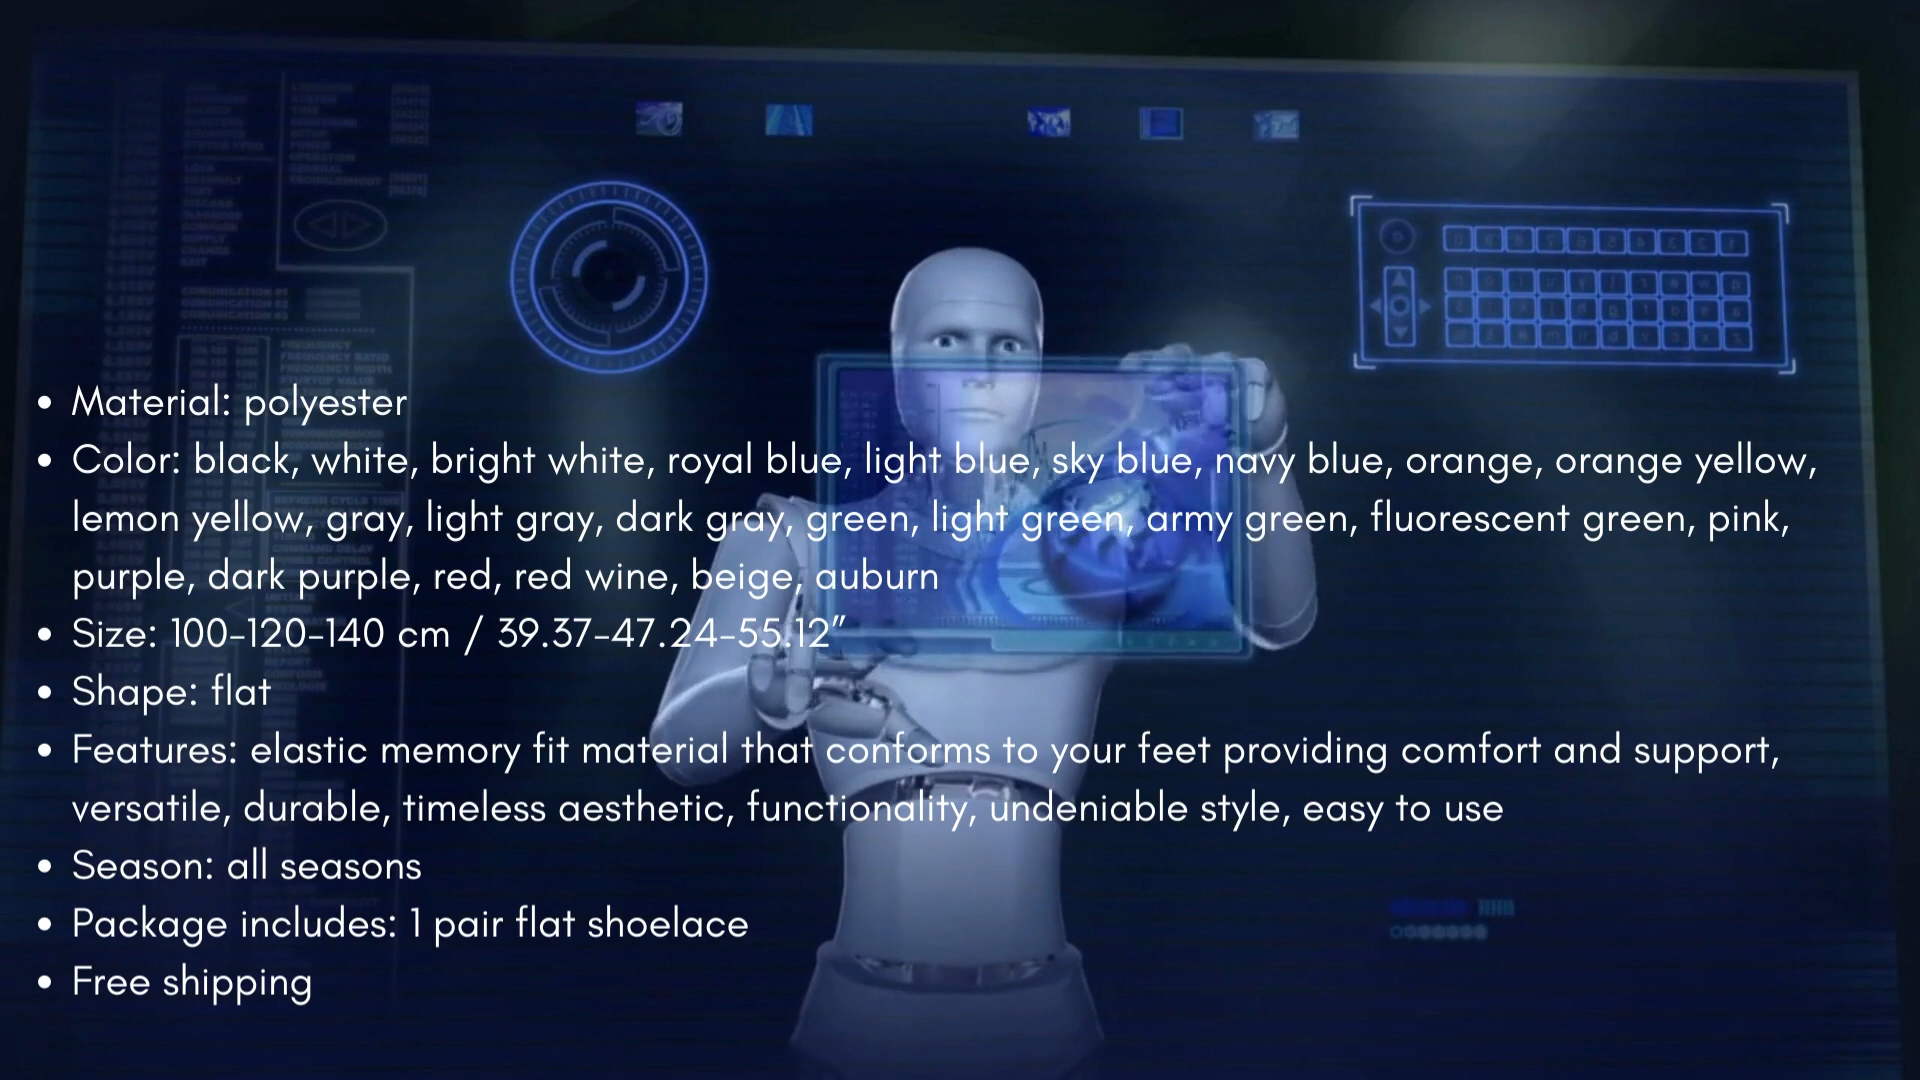 • Material: polyester
• Color: black, white, bright white, royal blue, light blue, sky blue, navy blue, orange, orange yellow,
lemon yellow, gray, light gray, dark gray, green, light green, army green, fluorescent green, pink,
purple, dark purple, red, red wine, beige, auburn
• Size: 100-120-140 cm / 39.37-47.24-55.12”
• Shape: flat
• Features: elastic memory fit material that conforms to your feet providing comfort and support,
versatile, durable, timeless aesthetic, functionality, undeniable style, easy to use
• Season: all seasons
• Package includes: 1 pair flat shoelace
• Free shipping